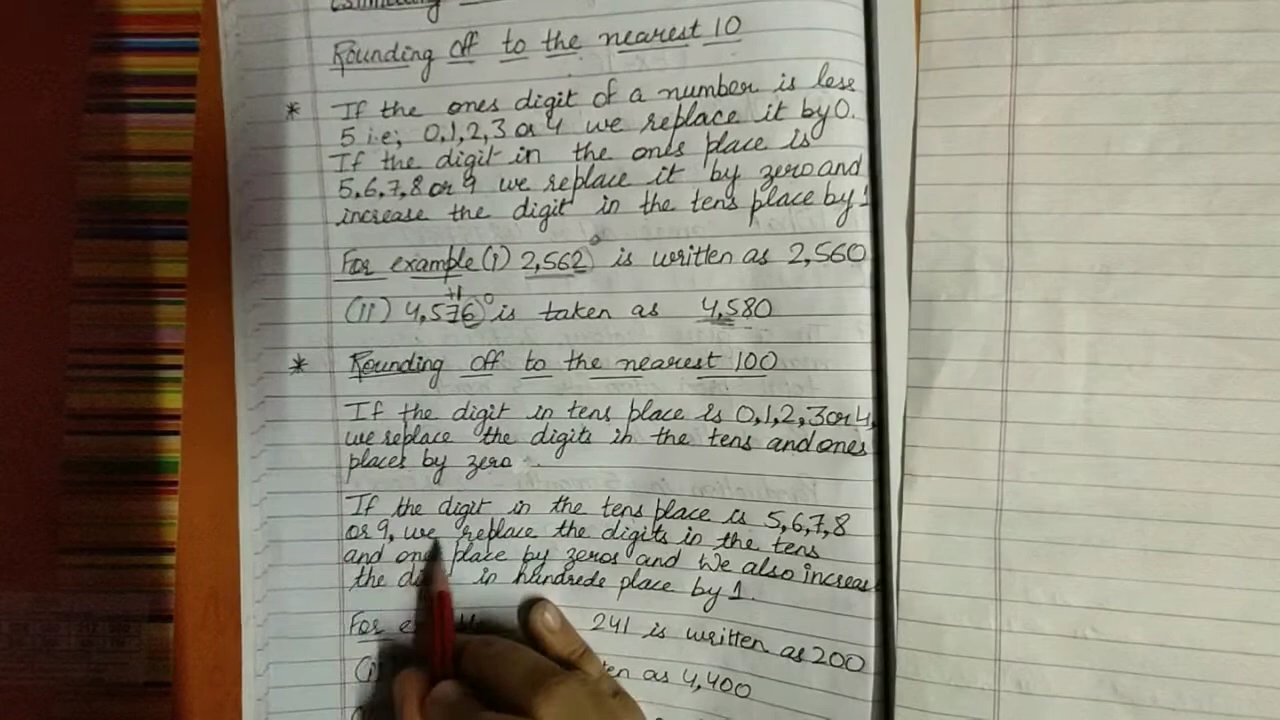 Rounding off to the nearest 10
* If the ones digit of a number is less
5 i.e; 0,1,2,3 or 4 we replace it by 0.
If the digit in the ones place is
5,6,7,8 or 9 we replace it by zero and
increase the digit in the tens place by 1
For example (i) 2,562 0 is written as 2,560
+1
(ii) 4,576 0 is taken as 4,580
* Rounding off to the nearest 100
If the digit in tens place is 0,1,2,3 or 4,
we replace the digits in the tens and ones
places by zero.
If the digit in the tens place is 5,6,7,8
or 9, we replace the digits in the tens
and one place by zeros and We also increas
the in hundreds place by 1.
For 241 is written as 200
as 4,400